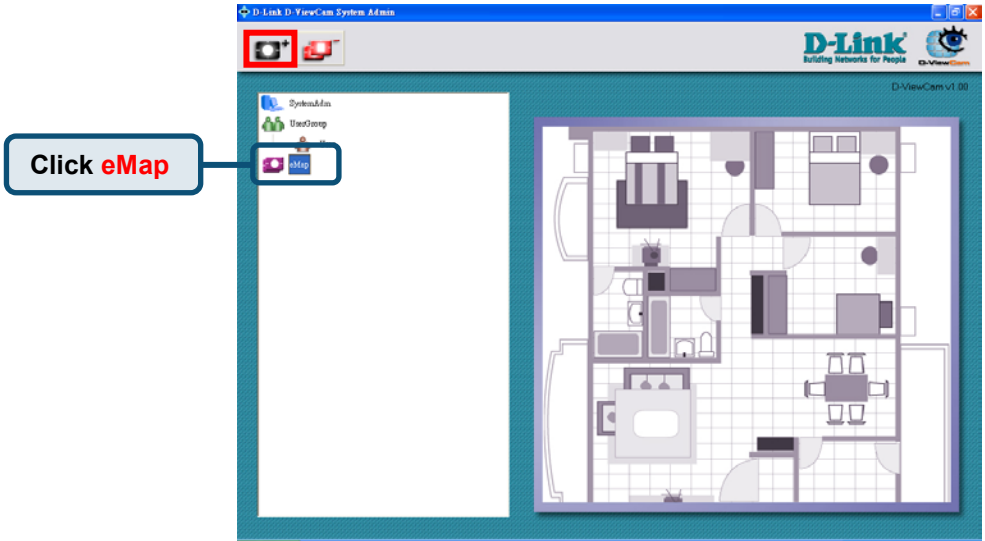 D-Link D-ViewCam System Admin
D-Link
Building Networks for People
D-ViewCam
D-ViewCam v1.00
SystemAdm
UserGroup
eMap
Click eMap